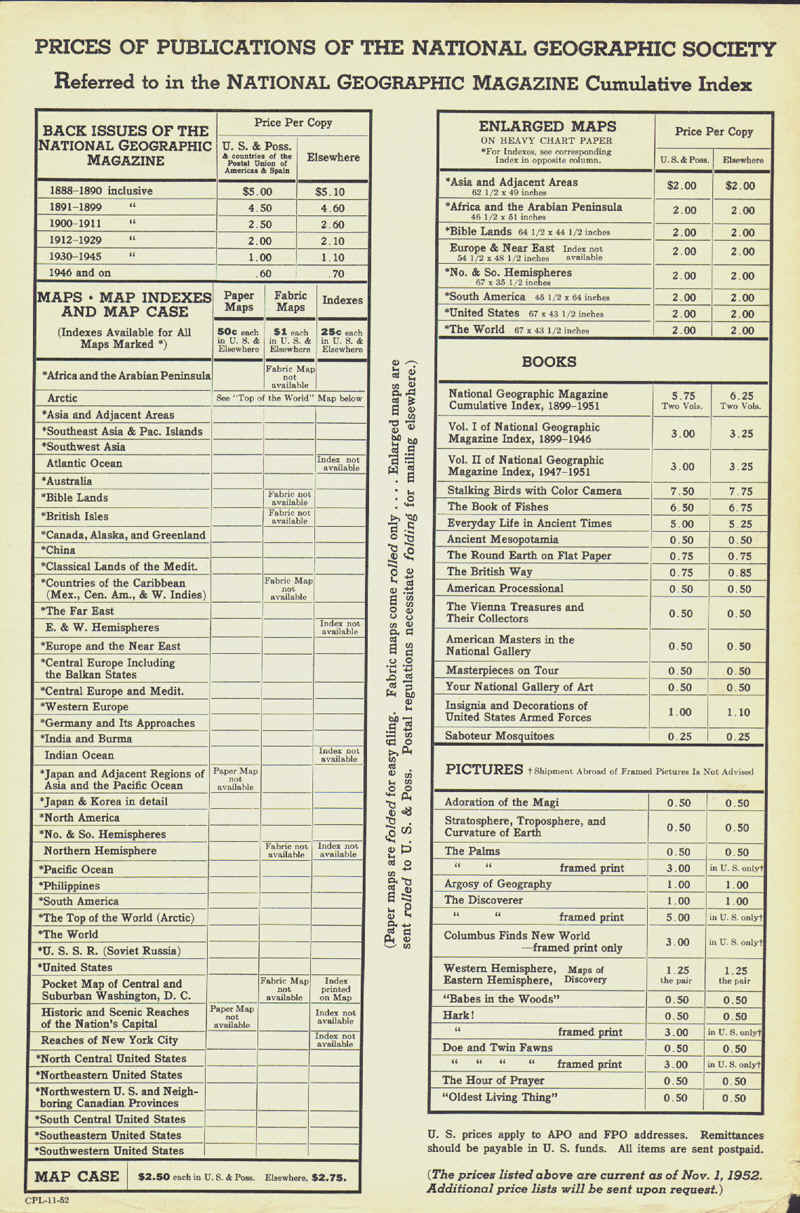 PRICES OF PUBLICATIONS OF THE NATIONAL GEOGRAPHIC SOCIETY
Referred to in the NATIONAL GEOGRAPHIC MAGAZINE Cumulative Index
BACK ISSUES OF THE NATIONAL GEOGRAPHIC MAGAZINE
Price Per Copy
U. S. & Poss. & countries of the Postal Union of Americas & Spain
Elsewhere
1888-1890 inclusive $5.00 $5.10
1891-1899 “ 4.50 4.60
1900-1911 “ 2.50 2.60
1912-1929 “ 2.00 2.10
1930-1945 “ 1.00 1.10
1946 and on .60 .70
MAPS • MAP INDEXES AND MAP CASE
(Indexes Available for All Maps Marked *)
Paper Maps Fabric Maps Indexes
50c each in U. S. & Elsewhere
$1 each in U. S. & Elsewhere
25c each in U. S. & Elsewhere
*Africa and the Arabian Peninsula Fabric Map not available
Arctic See “Top of the World” Map below
*Asia and Adjacent Areas
*Southeast Asia & Pac. Islands
*Southwest Asia
Atlantic Ocean Index not available
*Australia
*Bible Lands Fabric not available
*British Isles Fabric not available
*Canada, Alaska, and Greenland
*China
*Classical Lands of the Medit.
*Countries of the Caribbean (Mex., Cen. Am., & W. Indies) Fabric Map not available
*The Far East
E. & W. Hemispheres Index not available
*Europe and the Near East
*Central Europe Including the Balkan States
*Central Europe and Medit.
*Western Europe
*Germany and Its Approaches
*India and Burma
Indian Ocean Index not available
*Japan and Adjacent Regions of Asia and the Pacific Ocean Paper Map not available
*Japan & Korea in detail
*North America
*No. & So. Hemispheres
Northern Hemisphere Fabric not available Index not available
*Pacific Ocean
*Philippines
*South America
*The Top of the World (Arctic)
*The World
*U. S. S. R. (Soviet Russia)
*United States
Pocket Map of Central and Suburban Washington, D. C. Fabric Map not available Index printed on Map
Historic and Scenic Reaches of the Nation's Capital Paper Map not available Index not available
Reaches of New York City Index not available
*North Central United States
*Northeastern United States
*Northwestern U. S. and Neigh-
boring Canadian Provinces
*South Central United States
*Southeastern United States
*Southwestern United States
MAP CASE $2.50 each in U. S. & Poss. Elsewhere, $2.75.
CPL-11-52
(Paper maps are folded for easy filing. Fabric maps come rolled only . . . . Enlarged maps are
sent rolled to U. S. & Poss. Postal regulations necessitate folding for mailing elsewhere.)
ENLARGED MAPS
ON HEAVY CHART PAPER
*For Indexes, see corresponding
Index in opposite column.
Price Per Copy
U. S. & Poss. Elsewhere
*Asia and Adjacent Areas 62 1/2 x 49 inches $2.00 $2.00
*Africa and the Arabian Peninsula 46 1/2 x 51 inches 2.00 2.00
*Bible Lands 64 1/2 x 44 1/2 inches 2.00 2.00
Europe & Near East Index not available 54 1/2 x 48 1/2 inches 2.00 2.00
*No. & So. Hemispheres 67 x 35 1/2 inches 2.00 2.00
*South America 45 1/2 x 64 inches 2.00 2.00
*United States 67 x 43 1/2 inches 2.00 2.00
*The World 67 x 43 1/2 inches 2.00 2.00
BOOKS
National Geographic Magazine Cumulative Index, 1899-1951 5.75 Two Vols. 6.25 Two Vols.
Vol. I of National Geographic Magazine Index, 1899-1946 3.00 3.25
Vol. II of National Geographic Magazine Index, 1947-1951 3.00 3.25
Stalking Birds with Color Camera 7.50 7.75
The Book of Fishes 6.50 6.75
Everyday Life in Ancient Times 5.00 5.25
Ancient Mesopotamia 0.50 0.50
The Round Earth on Flat Paper 0.75 0.75
The British Way 0.75 0.85
American Processional 0.50 0.50
The Vienna Treasures and Their Collectors 0.50 0.50
American Masters in the National Gallery 0.50 0.50
Masterpieces on Tour 0.50 0.50
Your National Gallery of Art 0.50 0.50
Insignia and Decorations of United States Armed Forces 1.00 1.10
Saboteur Mosquitoes 0.25 0.25
PICTURES † Shipment Abroad of Framed Pictures Is Not Advised
Adoration of the Magi 0.50 0.50
Stratosphere, Troposphere, and Curvature of Earth 0.50 0.50
The Palms 0.50 0.50
“ “ framed print 3.00 in U. S. only†
Argosy of Geography 1.00 1.00
The Discoverer 1.00 1.00
“ “ framed print 5.00 in U. S. only†
Columbus Finds New World —framed print only 3.00 in U. S. only†
Western Hemisphere, Eastern Hemisphere, Maps of Discovery 1.25 the pair 1.25 the pair
“Babes in the Woods” 0.50 0.50
Hark! 0.50 0.50
“ framed print 3.00 in U. S. only†
Doe and Twin Fawns 0.50 0.50
“ “ “ “ framed print 3.00 in U. S. only†
The Hour of Prayer 0.50 0.50
“Oldest Living Thing” 0.50 0.50
U. S. prices apply to APO and FPO addresses. Remittances
should be payable in U. S. funds. All items are sent postpaid.
(The prices listed above are current as of Nov. 1, 1952.
Additional price lists will be sent upon request.)